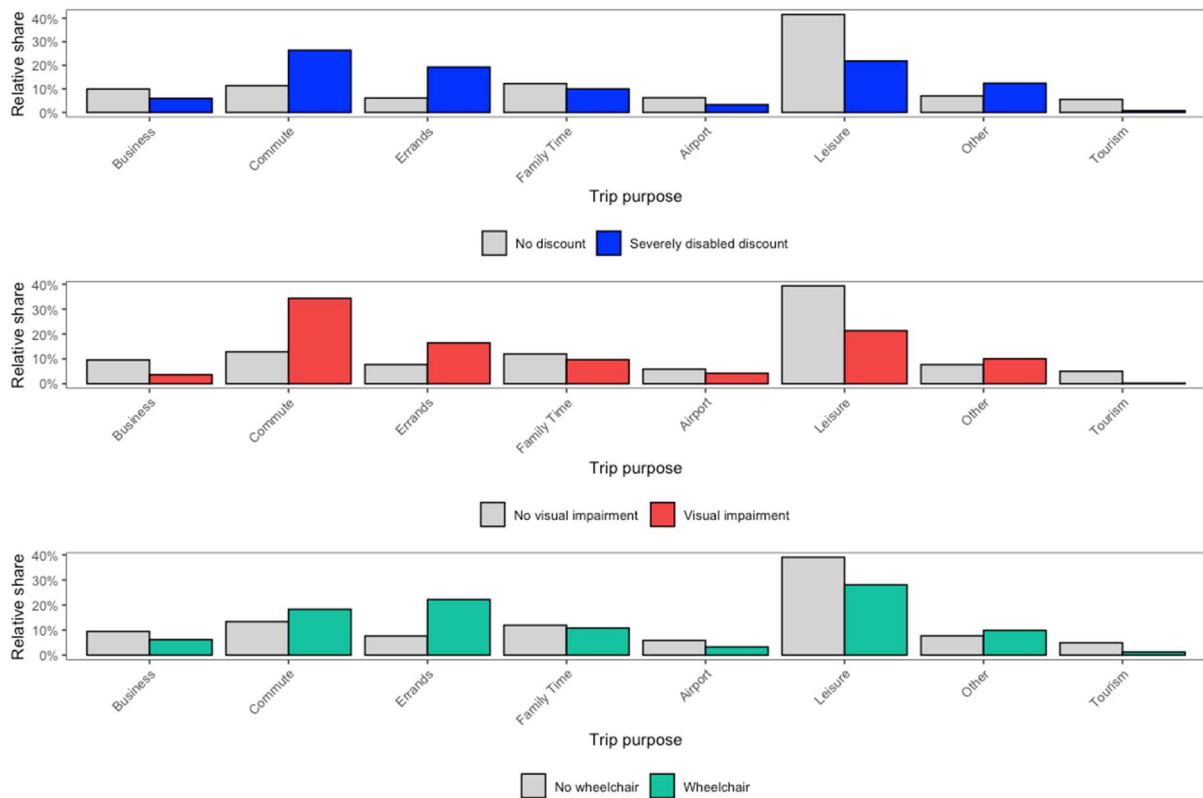 Relative share
40%
30%
20%
10%
0%
Business
Commute
Errands
Family Time
Airport
Leisure
Other
Tourism
Trip purpose
No discount Severely disabled discount
Relative share
40%
30%
20%
10%
0%
Business
Commute
Errands
Family Time
Airport
Leisure
Other
Tourism
Trip purpose
No visual impairment Visual impairment
Relative share
40%
30%
20%
10%
0%
Business
Commute
Errands
Family Time
Airport
Leisure
Other
Tourism
Trip purpose
No wheelchair Wheelchair